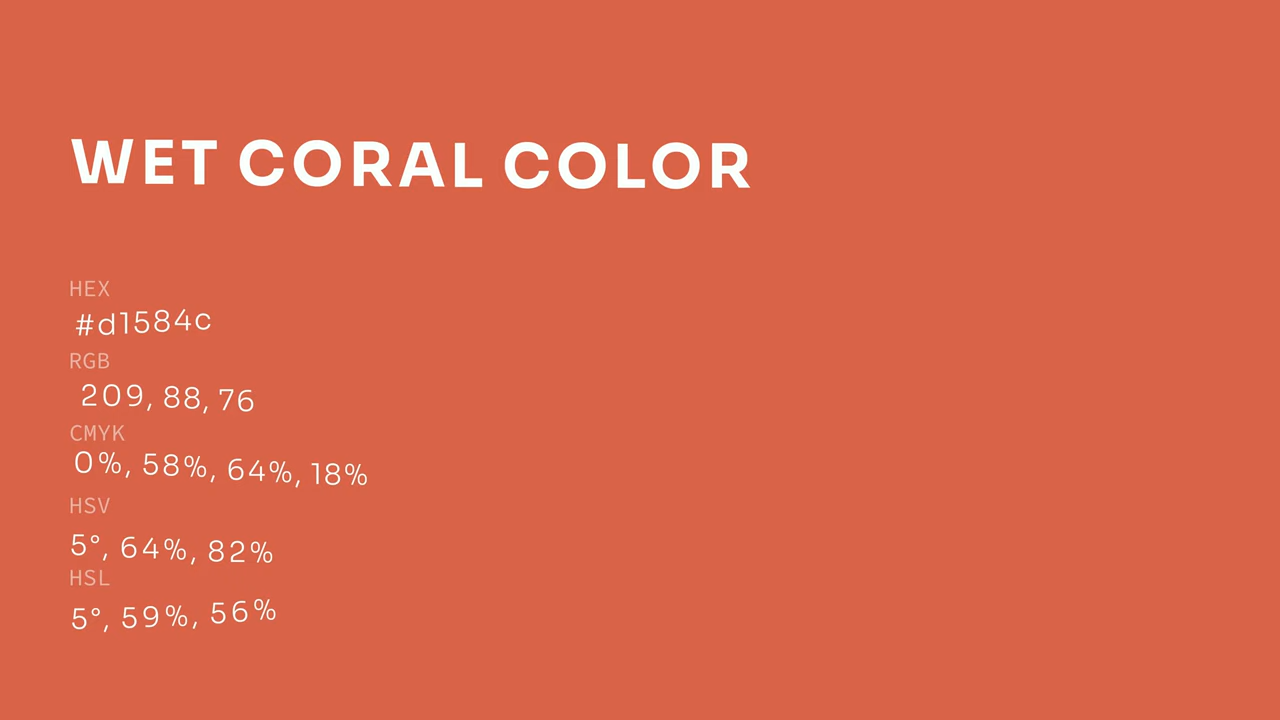 WET CORAL COLOR
HEX
#d1584c
RGB
209, 88, 76
CMYK
0%, 58%, 64%, 18%
HSV
5°, 64%, 82%
HSL
5°, 59%, 56%